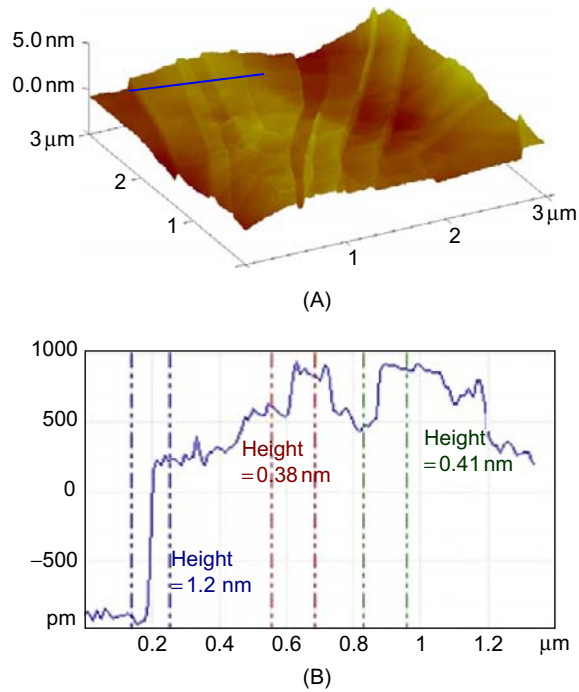 5.0 nm
0.0 nm
3 μm
2
1
1
2
3 μm
(A)
1000
500
0
−500
pm
Height
=0.38 nm
Height
=0.41 nm
Height
=1.2 nm
0.2
0.4
0.6
0.8
1
1.2
μm
(B)